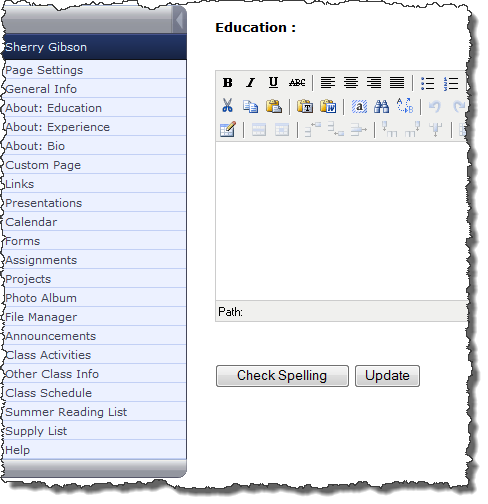 Sherry Gibson
Page Settings
General Info
About: Education
About: Experience
About: Bio
Custom Page
Links
Presentations
Calendar
Forms
Assignments
Projects
Photo Album
File Manager
Announcements
Class Activities
Other Class Info
Class Schedule
Summer Reading List
Supply List
Help
Education :
B I U ABC
Path:
Check Spelling Update